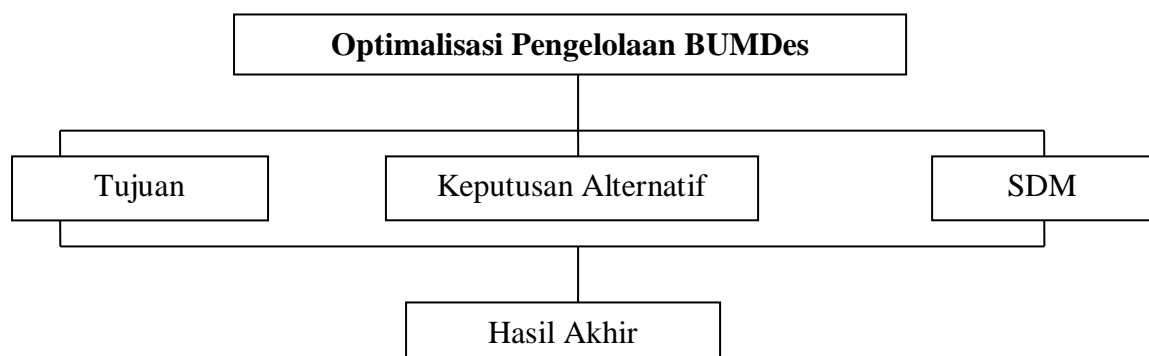 Optimalisasi Pengelolaan BUMDes
Tujuan
Keputusan Alternatif
SDM
Hasil Akhir